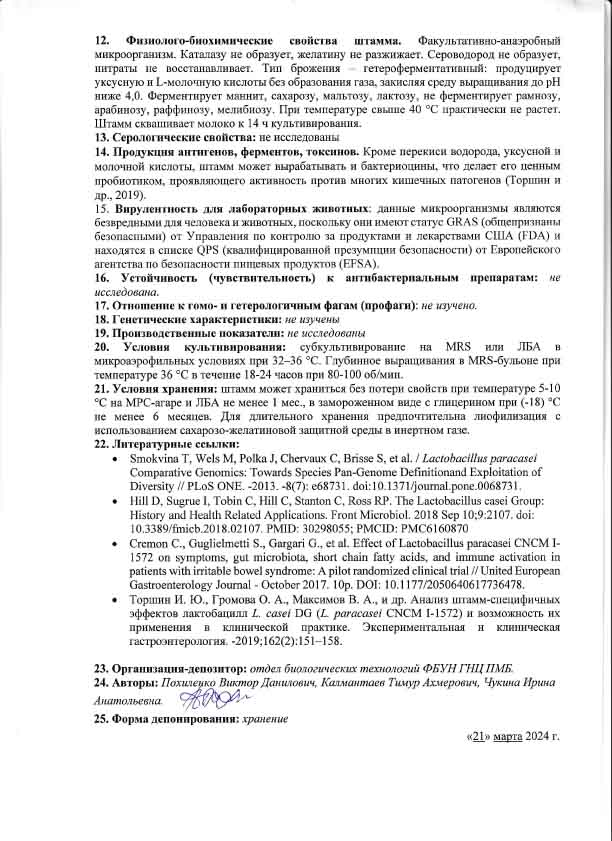 12. Физиолого-биохимические свойства штамма. Факультативно-анаэробный
микроорганизм. Каталазу не образует, желатину не разжижает. Сероводород не образует,
нитраты не восстанавливает. Тип брожения – гетероферментативный: продуцирует
уксусную и L-молочную кислоты без образования газа, закисляя среду выращивания до pH
ниже 4,0. Ферментирует маннит, сахарозу, мальтозу, лактозу, не ферментирует рамнозу,
арабинозу, раффинозу, мелибиозу. При температуре свыше 40 °С практически не растет.
Штамм сквашивает молоко к 14 ч культивирования.
13. Серологические свойства: не исследованы
14. Продукция антигенов, ферментов, токсинов. Кроме перекиси водорода, уксусной и
молочной кислоты, штамм может вырабатывать и бактериоцины, что делает его ценным
пробиотиком, проявляющего активность против многих кишечных патогенов (Торшин и
др., 2019).
15. Вирулентность для лабораторных животных: данные микроорганизмы являются
безвредными для человека и животных, поскольку они имеют статус GRAS (общепризнаны
безопасными) от Управления по контролю за продуктами и лекарствами США (FDA) и
находятся в списке QPS (квалифицированной презумпции безопасности) от Европейского
агентства по безопасности пищевых продуктов (EFSA).
16. Устойчивость (чувствительность) к антибактериальным препаратам: не
исследована.
17. Отношение к гомо- и гетерологичным фагам (профаги): не изучено.
18. Генетические характеристики: не изучены
19. Производственные показатели: не исследованы
20. Условия культивирования: субкультивирование на MRS или ЛБА в
микроаэрофильных условиях при 32–36 °С. Глубинное выращивания в MRS-бульоне при
температуре 36 °С в течение 18-24 часов при 80-100 об/мин.
21. Условия хранения: штамм может храниться без потери свойств при температуре 5-10
°С на МРС-агаре и ЛБА не менее 1 мес., в замороженном виде с глицерином при (-18) °С
не менее 6 месяцев. Для длительного хранения предпочтительна лиофилизация с
использованием сахарозо-желатиновой защитной среды в инертном газе.
22. Литературные ссылки:
• Smokvina T, Wels M, Polka J, Chervaux C, Brisse S, et al. / Lactobacillus paracasei
Comparative Genomics: Towards Species Pan-Genome Definitionand Exploitation of
Diversity // PLoS ONE. -2013. -8(7): e68731. doi:10.1371/journal.pone.0068731.
• Hill D, Sugrue I, Tobin C, Hill C, Stanton C, Ross RP. The Lactobacillus casei Group:
History and Health Related Applications. Front Microbiol. 2018 Sep 10;9:2107. doi:
10.3389/fmicb.2018.02107. PMID: 30298055; PMCID: PMC6160870
• Cremon C., Guglielmetti S., Gargari G., et al. Effect of Lactobacillus paracasei CNCM I-
1572 on symptoms, gut microbiota, short chain fatty acids, and immune activation in
patients with irritable bowel syndrome: A pilot randomized clinical trial // United European
Gastroenterology Journal - October 2017. 10p. DOI: 10.1177/2050640617736478.
• Торшин И. Ю., Громова О. А., Максимов В. А., и др. Анализ штамм-специфичных
эффектов лактобацилл L. casei DG (L. paracasei CNCM I-1572) и возможность их
применения в клинической практике. Экспериментальная и клиническая
гастроэнтерология. -2019;162(2):151–158.
23. Организация-депозитор: отдел биологических технологий ФБУН ГНЦ ПМБ.
24. Авторы: Похиленко Виктор Данилович, Калмантаев Тимур Ахмерович, Чукина Ирина
Анатольевна.
25. Форма депонирования: хранение
«21» марта 2024 г.